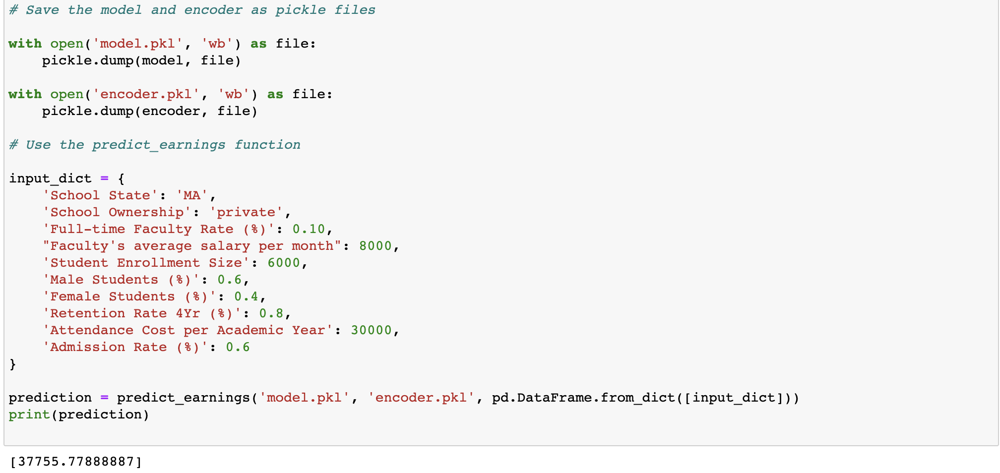 # Save the model and encoder as pickle files
with open('model.pkl', 'wb') as file:
    pickle.dump(model, file)
with open('encoder.pkl', 'wb') as file:
    pickle.dump(encoder, file)
# Use the predict_earnings function
input_dict = {
    'School State': 'MA',
    'School Ownership': 'private',
    'Full-time Faculty Rate (%)': 0.10,
    "Faculty's average salary per month": 8000,
    'Student Enrollment Size': 6000,
    'Male Students (%)': 0.6,
    'Female Students (%)': 0.4,
    'Retention Rate 4Yr (%)': 0.8,
    'Attendance Cost per Academic Year': 30000,
    'Admission Rate (%)': 0.6
}
prediction = predict_earnings('model.pkl', 'encoder.pkl', pd.DataFrame.from_dict([input_dict]))
print(prediction)
[37755.77888887]